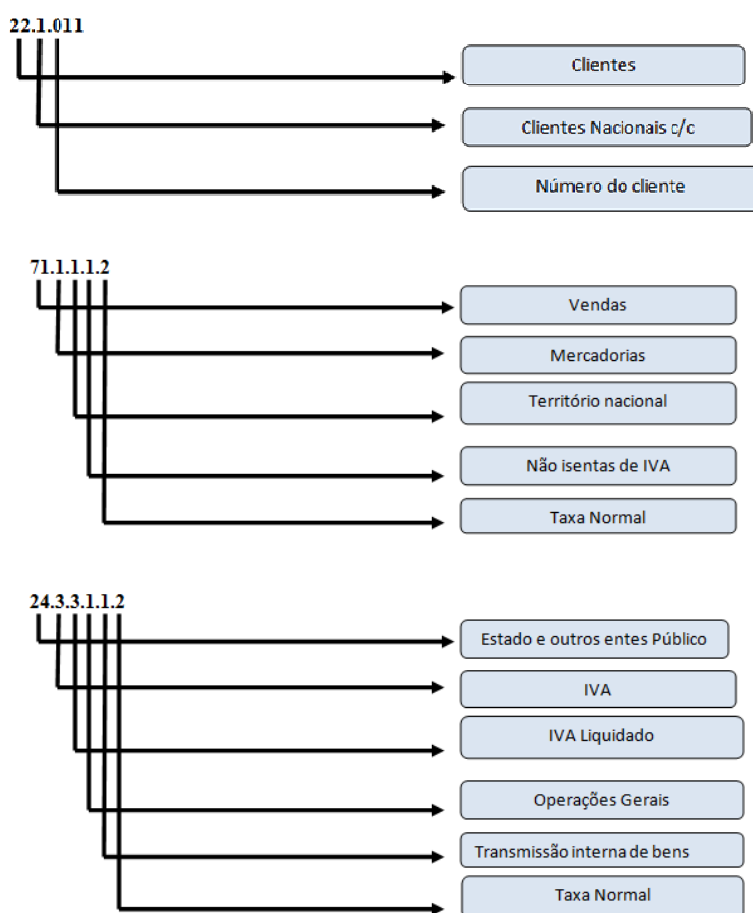 22.1.011
Clientes
Clientes Nacionais c/c
Número do cliente
71.1.1.1.2
Vendas
Mercadorias
Território nacional
Não isentas de IVA
Taxa Normal
24.3.3.1.1.2
Estado e outros entes Público
IVA
IVA Liquidado
Operações Gerais
Transmissão interna de bens
Taxa Normal